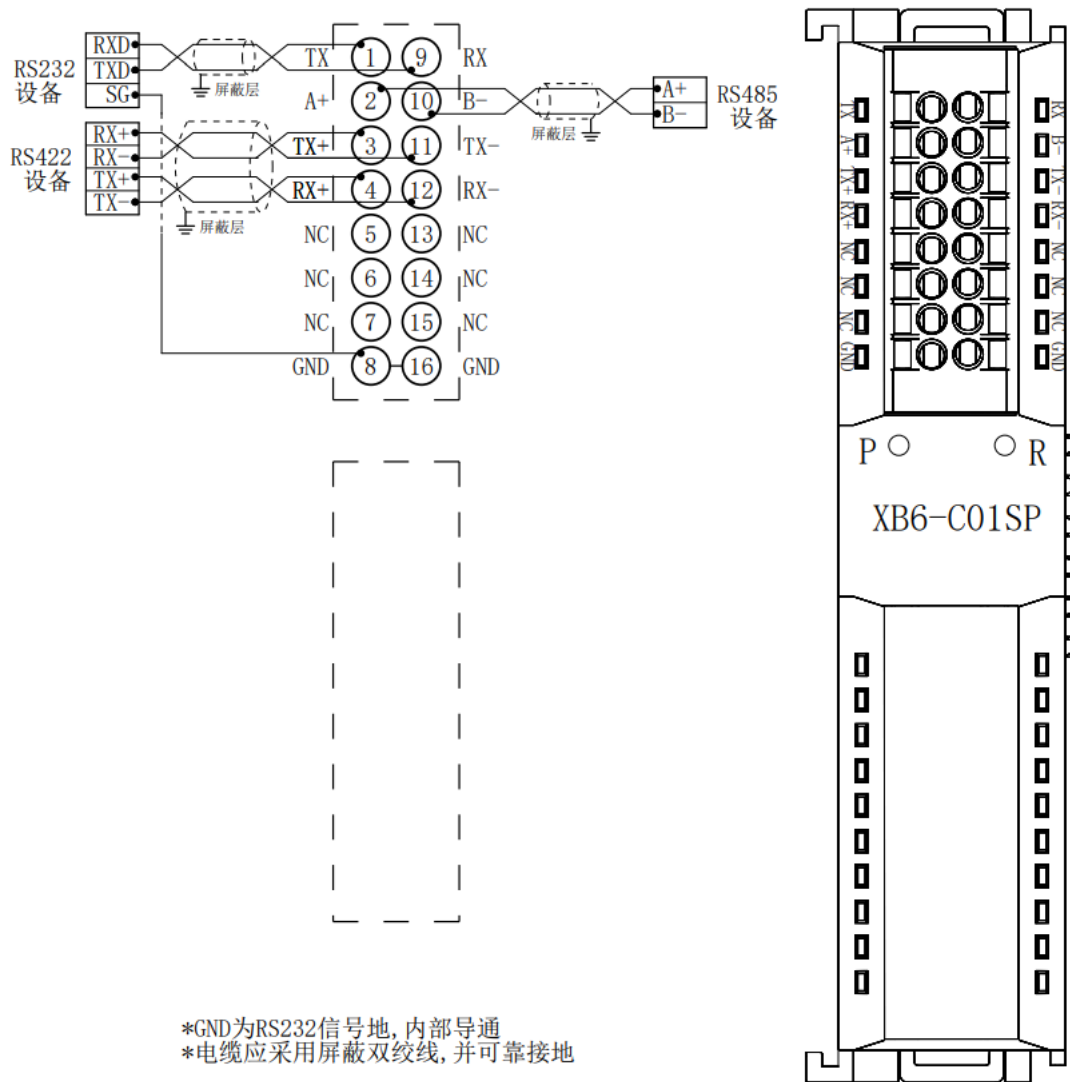 RS232
设备
RXD
TXD
SG
屏蔽层
TX 1 9 RX
A+ 2 10 B-
TX+ 3 11 TX-
RX+ 4 12 RX-
NC 5 13 NC
NC 6 14 NC
NC 7 15 NC
GND 8 16 GND
RS422
设备
RX+
RX-
TX+
TX-
屏蔽层
A+
B-
RS485
设备
屏蔽层
TX RX
A+ B-
TX+ TX-
RX+ RX-
NC NC
NC NC
NC NC
GND GND
P R
XB6-C01SP
*GND为RS232信号地,内部导通
*电缆应采用屏蔽双绞线,并可靠接地